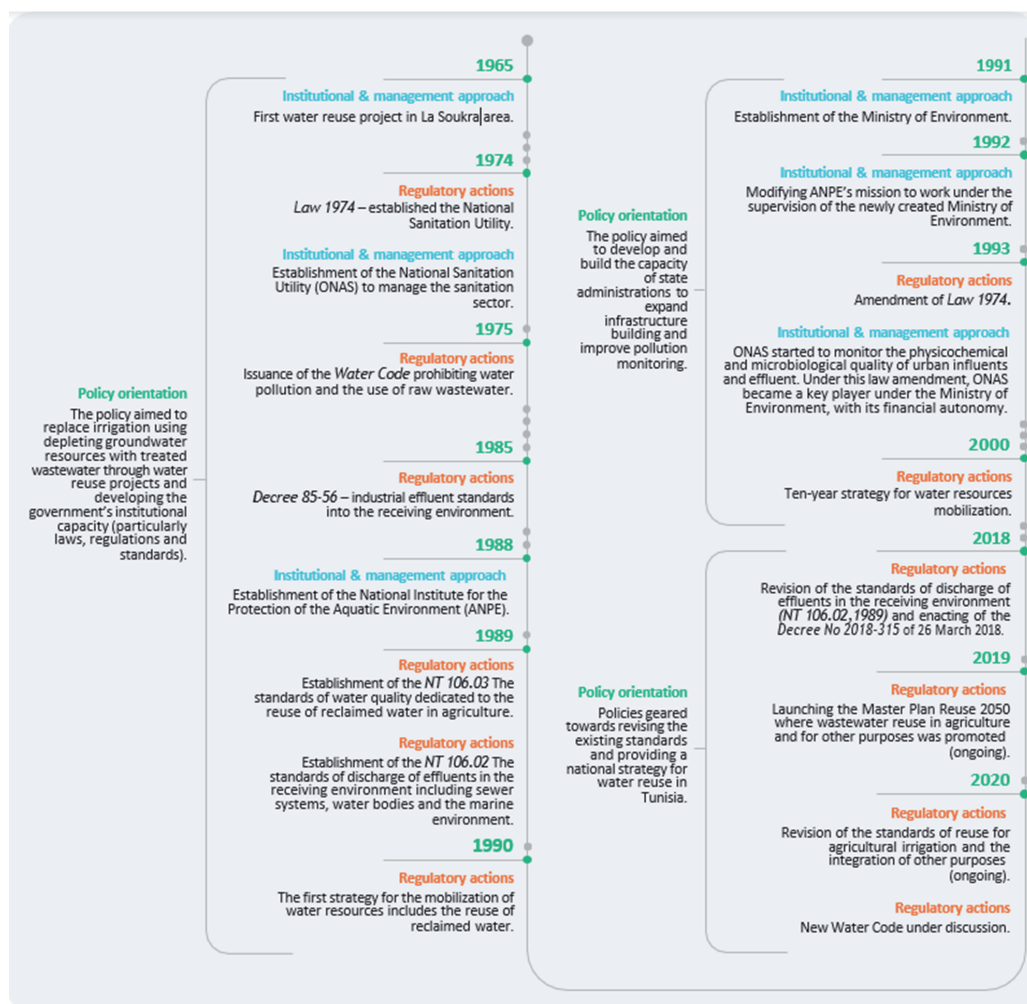 1965
Institutional & management approach
First water reuse project in La Soukra area.
1974
Regulatory actions
Law 1974 – established the National
Sanitation Utility.
Institutional & management approach
Establishment of the National Sanitation
Utility (ONAS) to manage the sanitation
sector.
1975
Regulatory actions
Issuance of the Water Code prohibiting water
pollution and the use of raw wastewater.
Policy orientation
The policy aimed to
replace irrigation using
depleting groundwater
resources with treated
wastewater through water
reuse projects and
developing the
government's institutional
capacity (particularly
laws, regulations and
standards).
1985
Regulatory actions
Decree 85-56 – industrial effluent standards
into the receiving environment.
1988
Institutional & management approach
Establishment of the National Institute for the
Protection of the Aquatic Environment (ANPE).
1989
Regulatory actions
Establishment of the NT 106.03 The
standards of water quality dedicated to the
reuse of reclaimed water in agriculture.
Regulatory actions
Establishment of the NT 106.02 The
standards of discharge of effluents in the
receiving environment including sewer
systems, water bodies and the marine
environment.
1990
Regulatory actions
The first strategy for the mobilization of
water resources includes the reuse of
reclaimed water.
1991
Institutional & management approach
Establishment of the Ministry of Environment.
1992
Institutional & management approach
Modifying ANPE's mission to work under the
supervision of the newly created Ministry of
Environment.
Policy orientation
The policy aimed
to develop and
build the capacity
of state
administrations to
expand
infrastructure
building and
improve pollution
monitoring.
1993
Regulatory actions
Amendment of Law 1974.
Institutional & management approach
ONAS started to monitor the physicochemical
and microbiological quality of urban influents
and effluent. Under this law amendment, ONAS
became a key player under the Ministry of
Environment, with its financial autonomy.
2000
Regulatory actions
Ten-year strategy for water resources
mobilization.
2018
Regulatory actions
Revision of the standards of discharge of
effluents in the receiving environment
(NT 106.02,1989) and enacting of the
Decree No 2018-315 of 26 March 2018.
2019
Regulatory actions
Launching the Master Plan Reuse 2050
where wastewater reuse in agriculture
and for other purposes was promoted
(ongoing).
Policy orientation
Policies geared
towards revising the
existing standards
and providing a
national strategy for
water reuse in
Tunisia.
2020
Regulatory actions
Revision of the standards of reuse for
agricultural irrigation and the
integration of other purposes
(ongoing).
Regulatory actions
New Water Code under discussion.